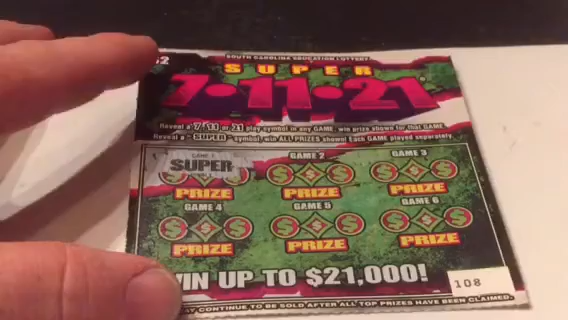 $2
SOUTH CAROLINA EDUCATION LOTTERY
SUPER
7•11•21
Reveal a "7", "11" or "21" play symbol in any GAME, win prize shown for that GAME.
Reveal a "SUPER" symbol, win ALL PRIZES shown! Each GAME played separately.
GAME 1 GAME 2 GAME 3
SUPER
PRIZE PRIZE PRIZE
GAME 4 GAME 5 GAME 6
PRIZE PRIZE PRIZE
WIN UP TO $21,000!
108
CONTINUE TO BE SOLD AFTER ALL TOP PRIZES HAVE BEEN CLAIMED.